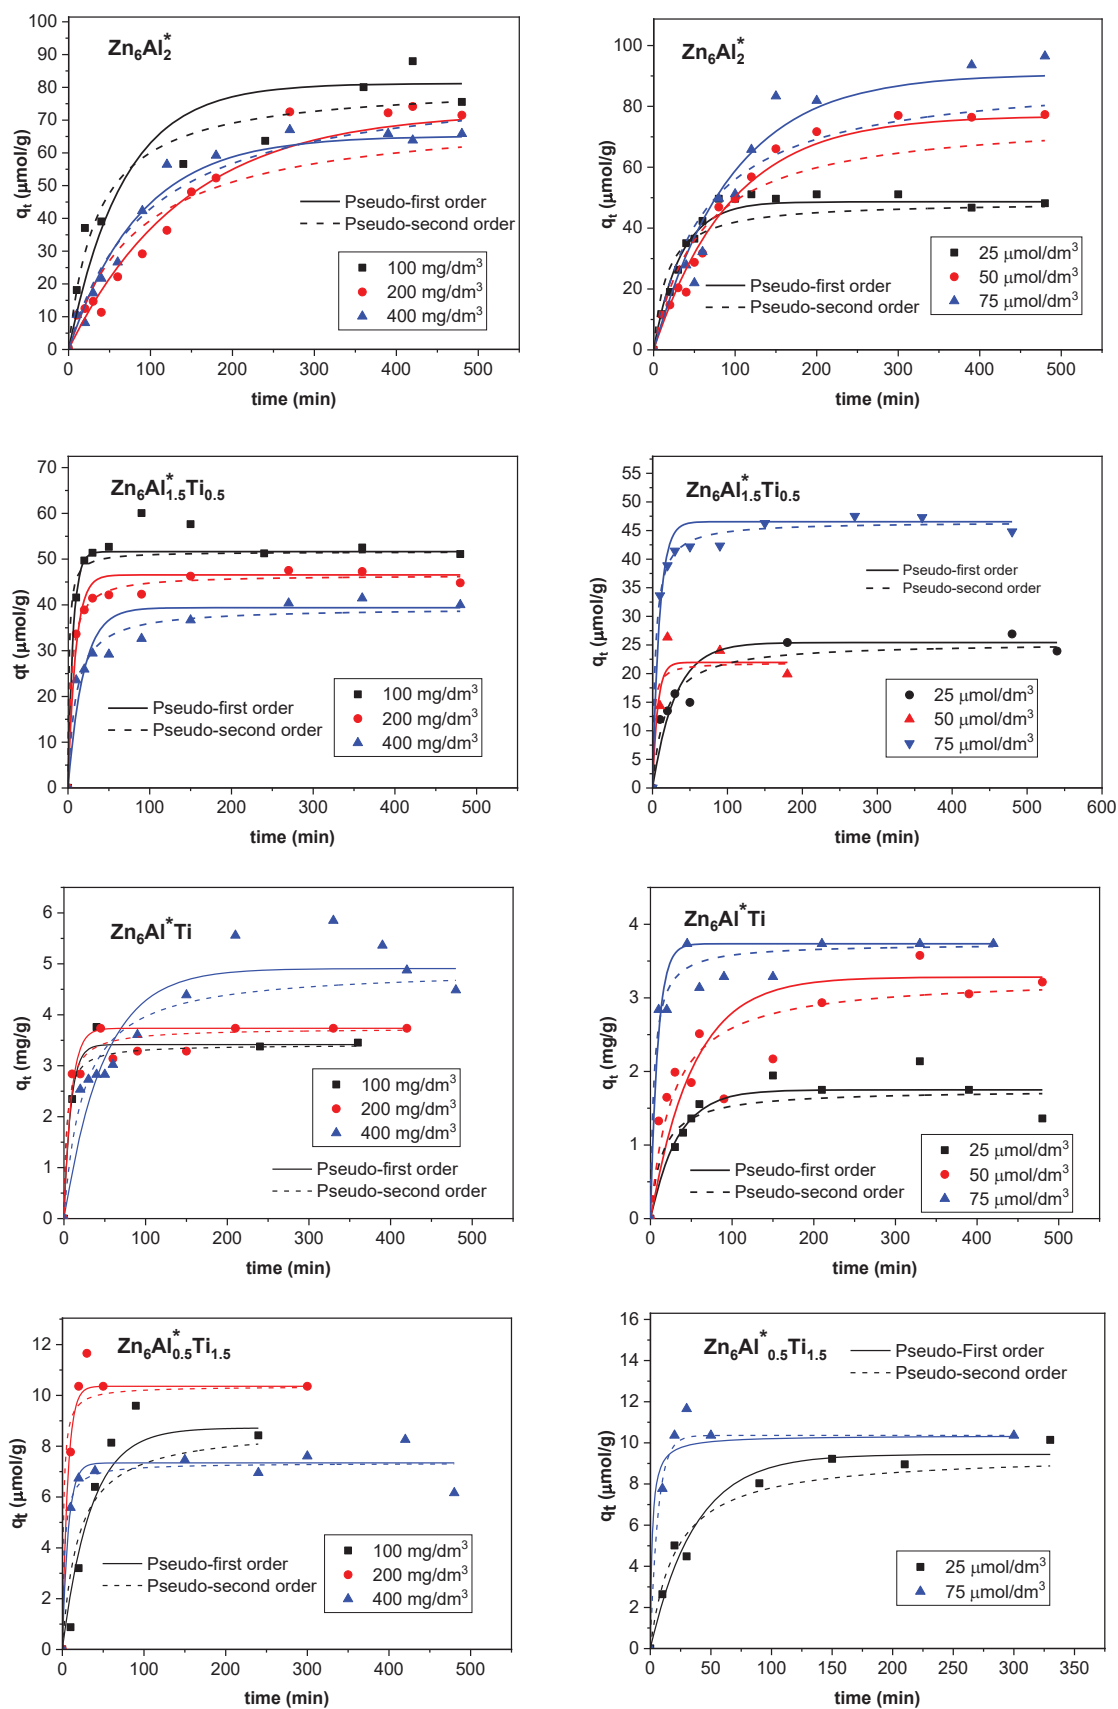 Zn6Al2*
qt (μmol/g)
100
90
80
70
60
50
40
30
20
10
0
Pseudo-first order
Pseudo-second order
100 mg/dm3
200 mg/dm3
400 mg/dm3
0 100 200 300 400 500
time (min)
Zn6Al2*
qt (μmol/g)
100
80
60
40
20
0
25 μmol/dm3
50 μmol/dm3
75 μmol/dm3
Pseudo-first order
Pseudo-second order
0 100 200 300 400 500
time (min)
Zn6Al*1.5Ti0.5
qt (μmol/g)
70
60
50
40
30
20
10
0
100 mg/dm3
200 mg/dm3
400 mg/dm3
Pseudo-first order
Pseudo-second order
0 100 200 300 400 500
time (min)
Zn6Al*1.5Ti0.5
qt (μmol/g)
55
50
45
40
35
30
25
20
15
10
5
0
Pseudo-first order
Pseudo-second order
25 μmol/dm3
50 μmol/dm3
75 μmol/dm3
0 100 200 300 400 500 600
time (min)
Zn6Al*Ti
qt (mg/g)
6
5
4
3
2
1
0
100 mg/dm3
200 mg/dm3
400 mg/dm3
Pseudo-first order
Pseudo-second order
0 100 200 300 400 500
time (min)
Zn6Al*Ti
qt (mg/g)
4
3
2
1
0
25 μmol/dm3
50 μmol/dm3
75 μmol/dm3
Pseudo-first order
Pseudo-second order
0 100 200 300 400 500
time (min)
Zn6Al*0.5Ti1.5
qt (μmol/g)
12
10
8
6
4
2
0
Pseudo-first order
Pseudo-second order
100 mg/dm3
200 mg/dm3
400 mg/dm3
0 100 200 300 400 500
time (min)
Zn6Al*0.5Ti1.5
qt (μmol/g)
16
14
12
10
8
6
4
2
0
Pseudo-First order
Pseudo-second order
25 μmol/dm3
75 μmol/dm3
0 50 100 150 200 250 300 350
time (min)